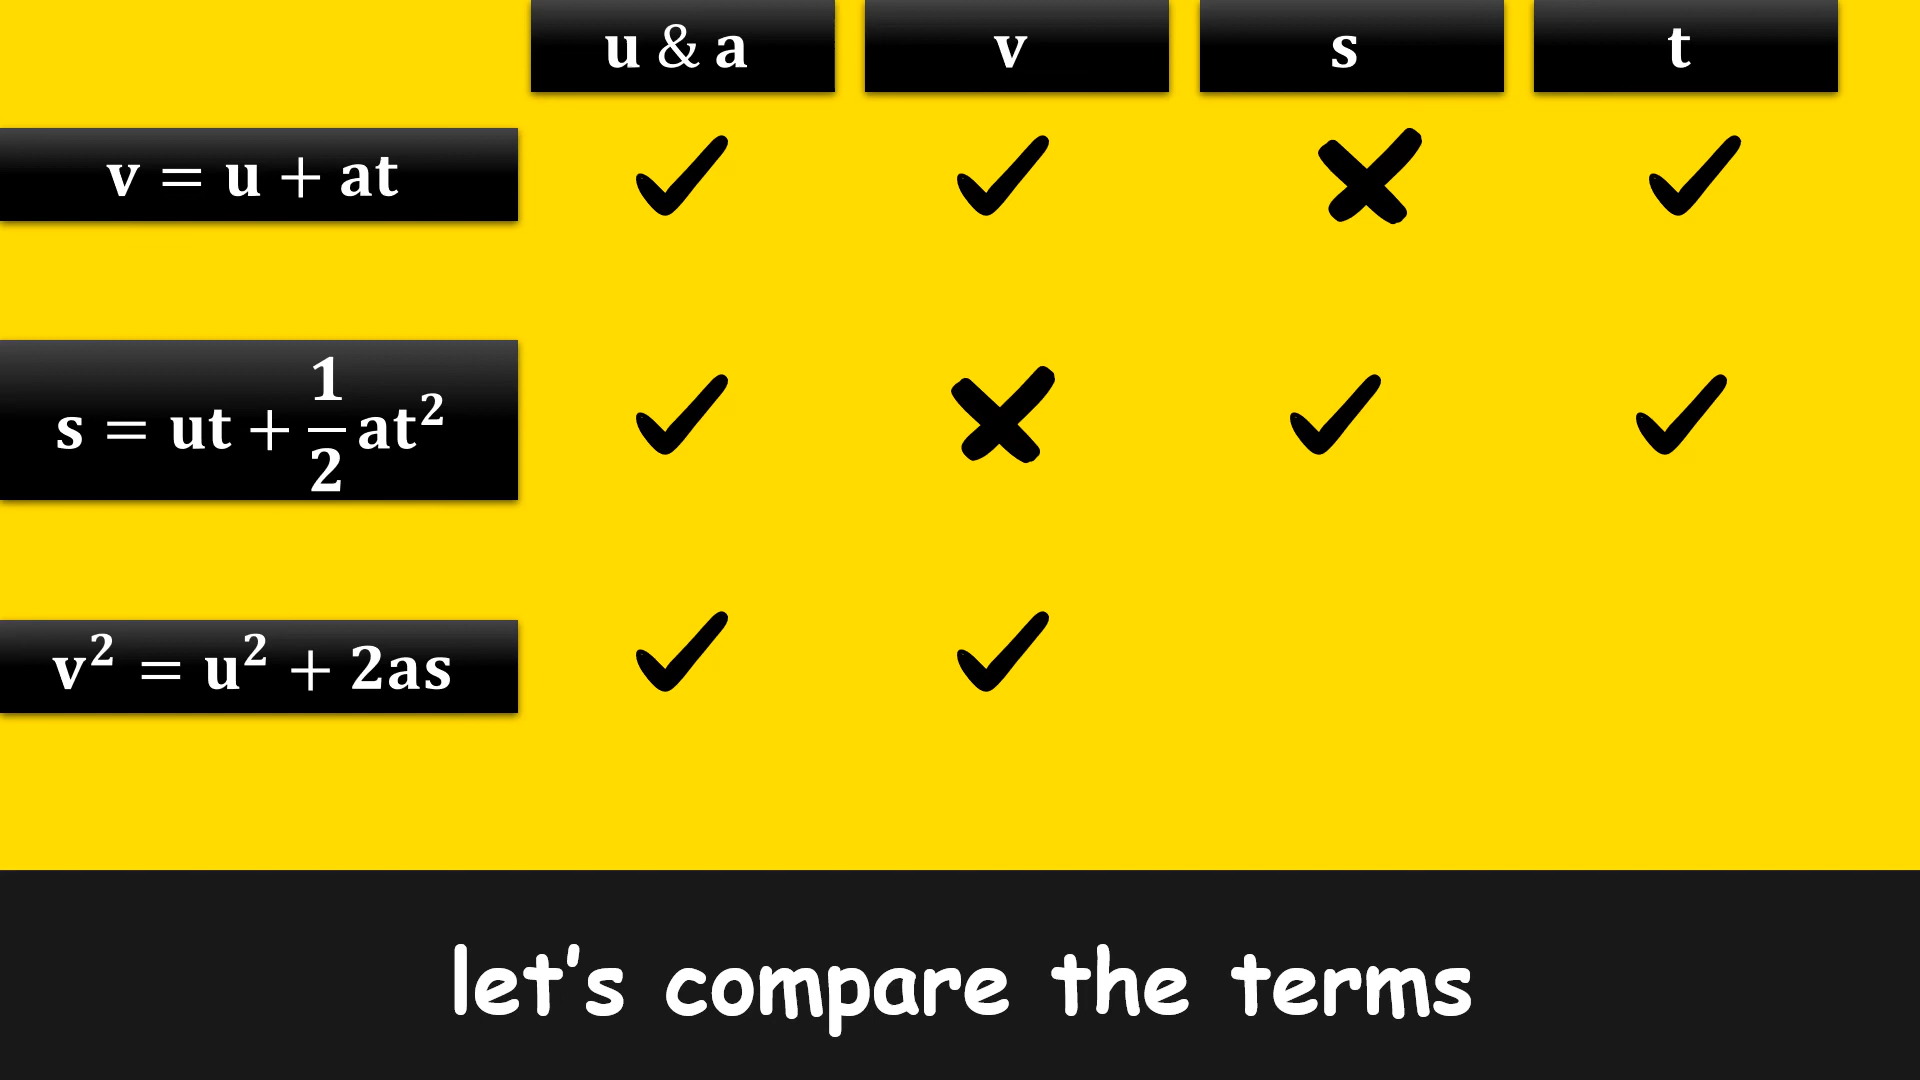 u & a v s t
v = u + at
s = ut + 1/2 at²
v² = u² + 2as
let's compare the terms